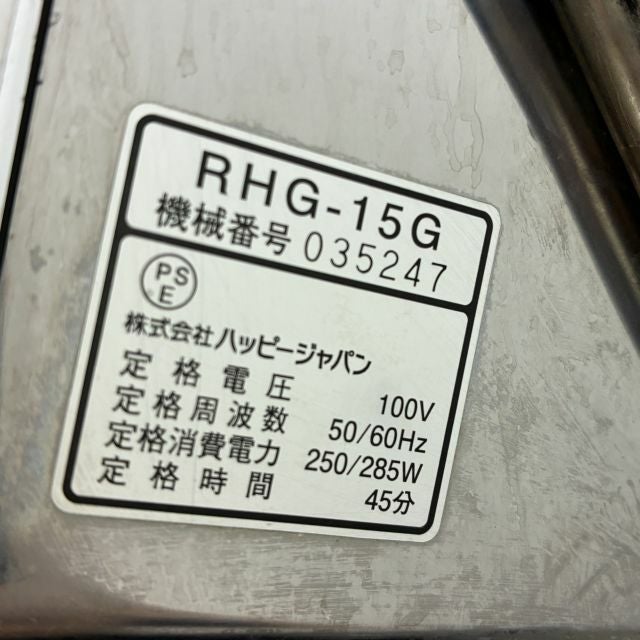 RHG-15G
機械番号 035247
PS
E
株式会社ハッピージャパン
定格電圧 100V
定格周波数 50/60Hz
定格消費電力 250/285W
定格時間 45分